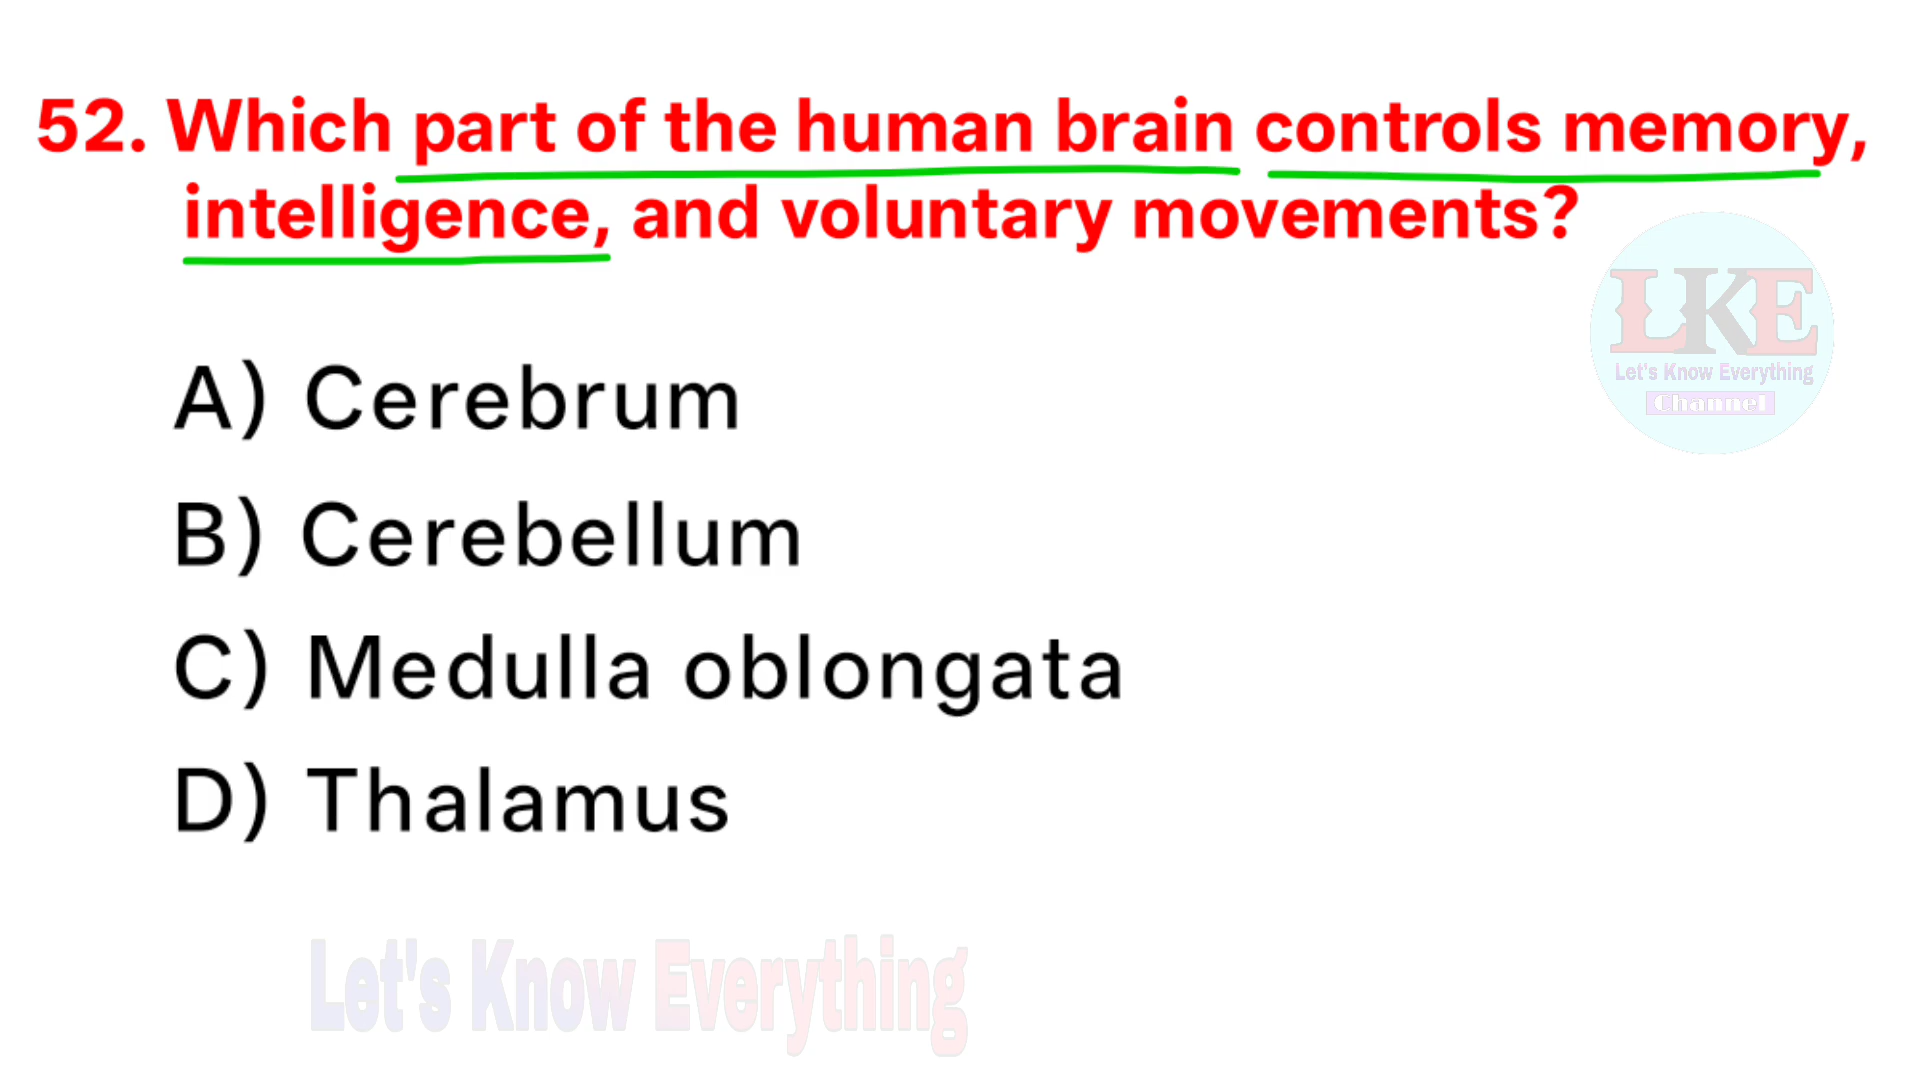 52. Which part of the human brain controls memory,
intelligence, and voluntary movements?
LKE
Let's Know Everything
Channel
A) Cerebrum
B) Cerebellum
C) Medulla oblongata
D) Thalamus
Let's Know Everything